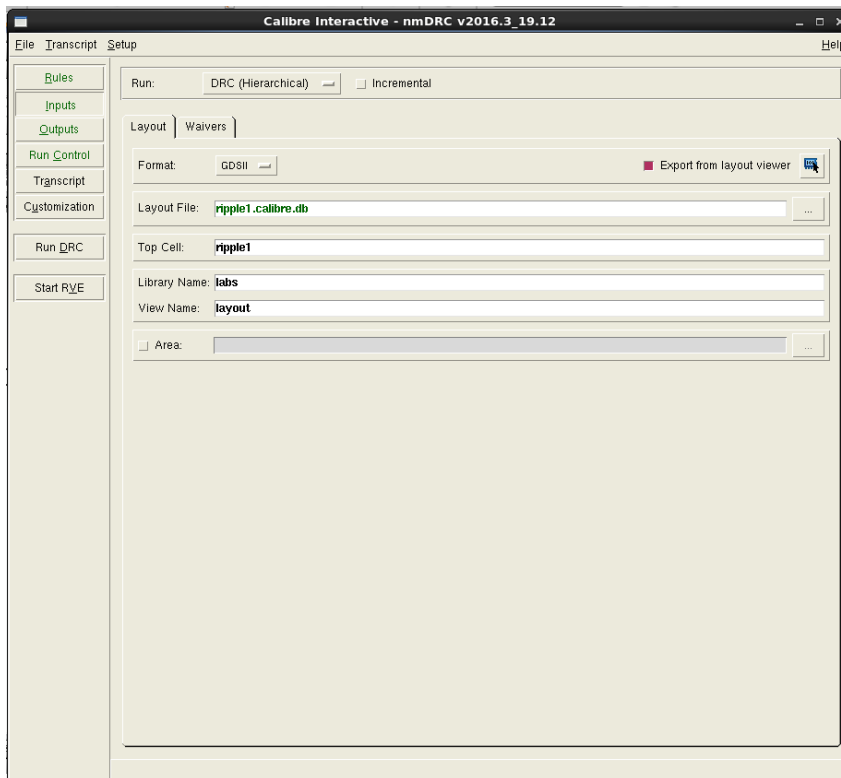 Calibre Interactive - nmDRC v2016.3_19.12
File Transcript Setup Help
Rules
Inputs
Outputs
Run Control
Transcript
Customization
Run DRC
Start RVE
Run: DRC (Hierarchical) Incremental
Layout Waivers
Format: GDSII Export from layout viewer
Layout File: ripple1.calibre.db ...
Top Cell: ripple1
Library Name: labs
View Name: layout
Area: ...